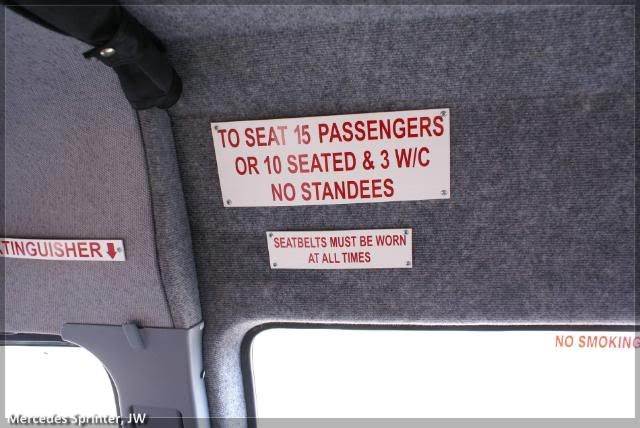 TO SEAT 15 PASSENGERS
OR 10 SEATED & 3 W/C
NO STANDEES
SEATBELTS MUST BE WORN
AT ALL TIMES
TINGUISHER
NO SMOKING
Mercedes Sprinter, JW